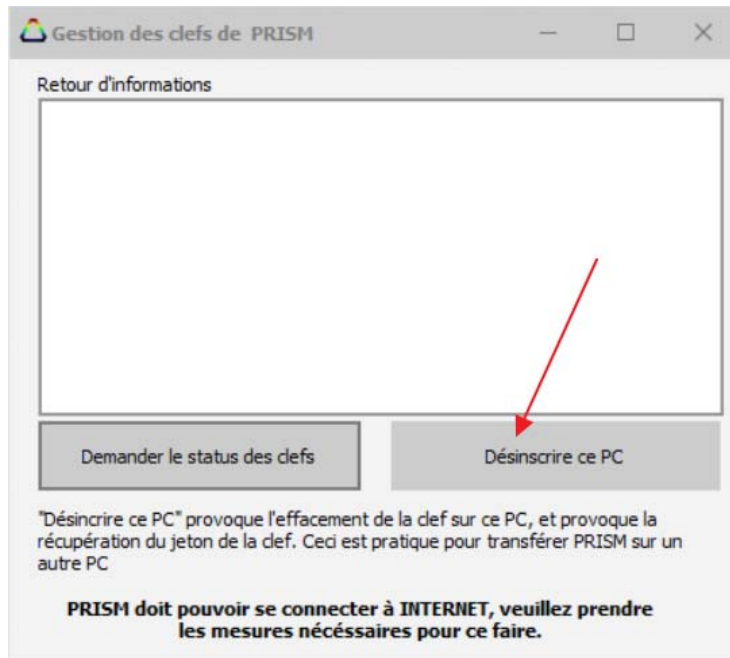 Gestion des clefs de PRISM
Retour d'informations
Demander le status des clefs
Désinscrire ce PC
"Désincrire ce PC" provoque l'effacement de la clef sur ce PC, et provoque la
récupération du jeton de la clef. Ceci est pratique pour transférer PRISM sur un
autre PC
PRISM doit pouvoir se connecter à INTERNET, veuillez prendre
les mesures nécéssaires pour ce faire.